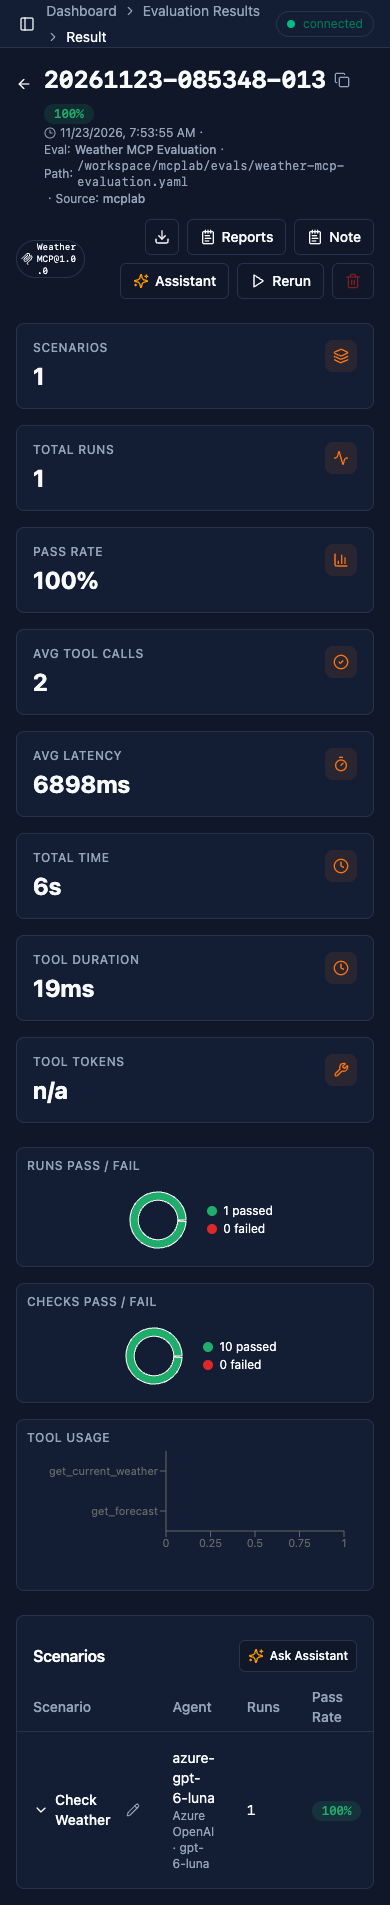 Dashboard > Evaluation Results
> Result
connected
20261123-085348-013
100%
11/23/2026, 7:53:55 AM ·
Eval: Weather MCP Evaluation ·
Path: /workspace/mcplab/evals/weather-mcp-
evaluation.yaml
· Source: mcplab
Weather
MCP@1.0
.0
Reports
Note
Assistant
Rerun
SCENARIOS
1
TOTAL RUNS
1
PASS RATE
100%
AVG TOOL CALLS
2
AVG LATENCY
6898ms
TOTAL TIME
6s
TOOL DURATION
19ms
TOOL TOKENS
n/a
RUNS PASS / FAIL
1 passed
0 failed
CHECKS PASS / FAIL
10 passed
0 failed
TOOL USAGE
get_current_weather
get_forecast
0 0.25 0.5 0.75 1
Scenarios
Ask Assistant
Scenario
Agent
Runs
Pass
Rate
Check
Weather
azure-
gpt-
6-luna
Azure
OpenAI
· gpt-
6-luna
1
100%